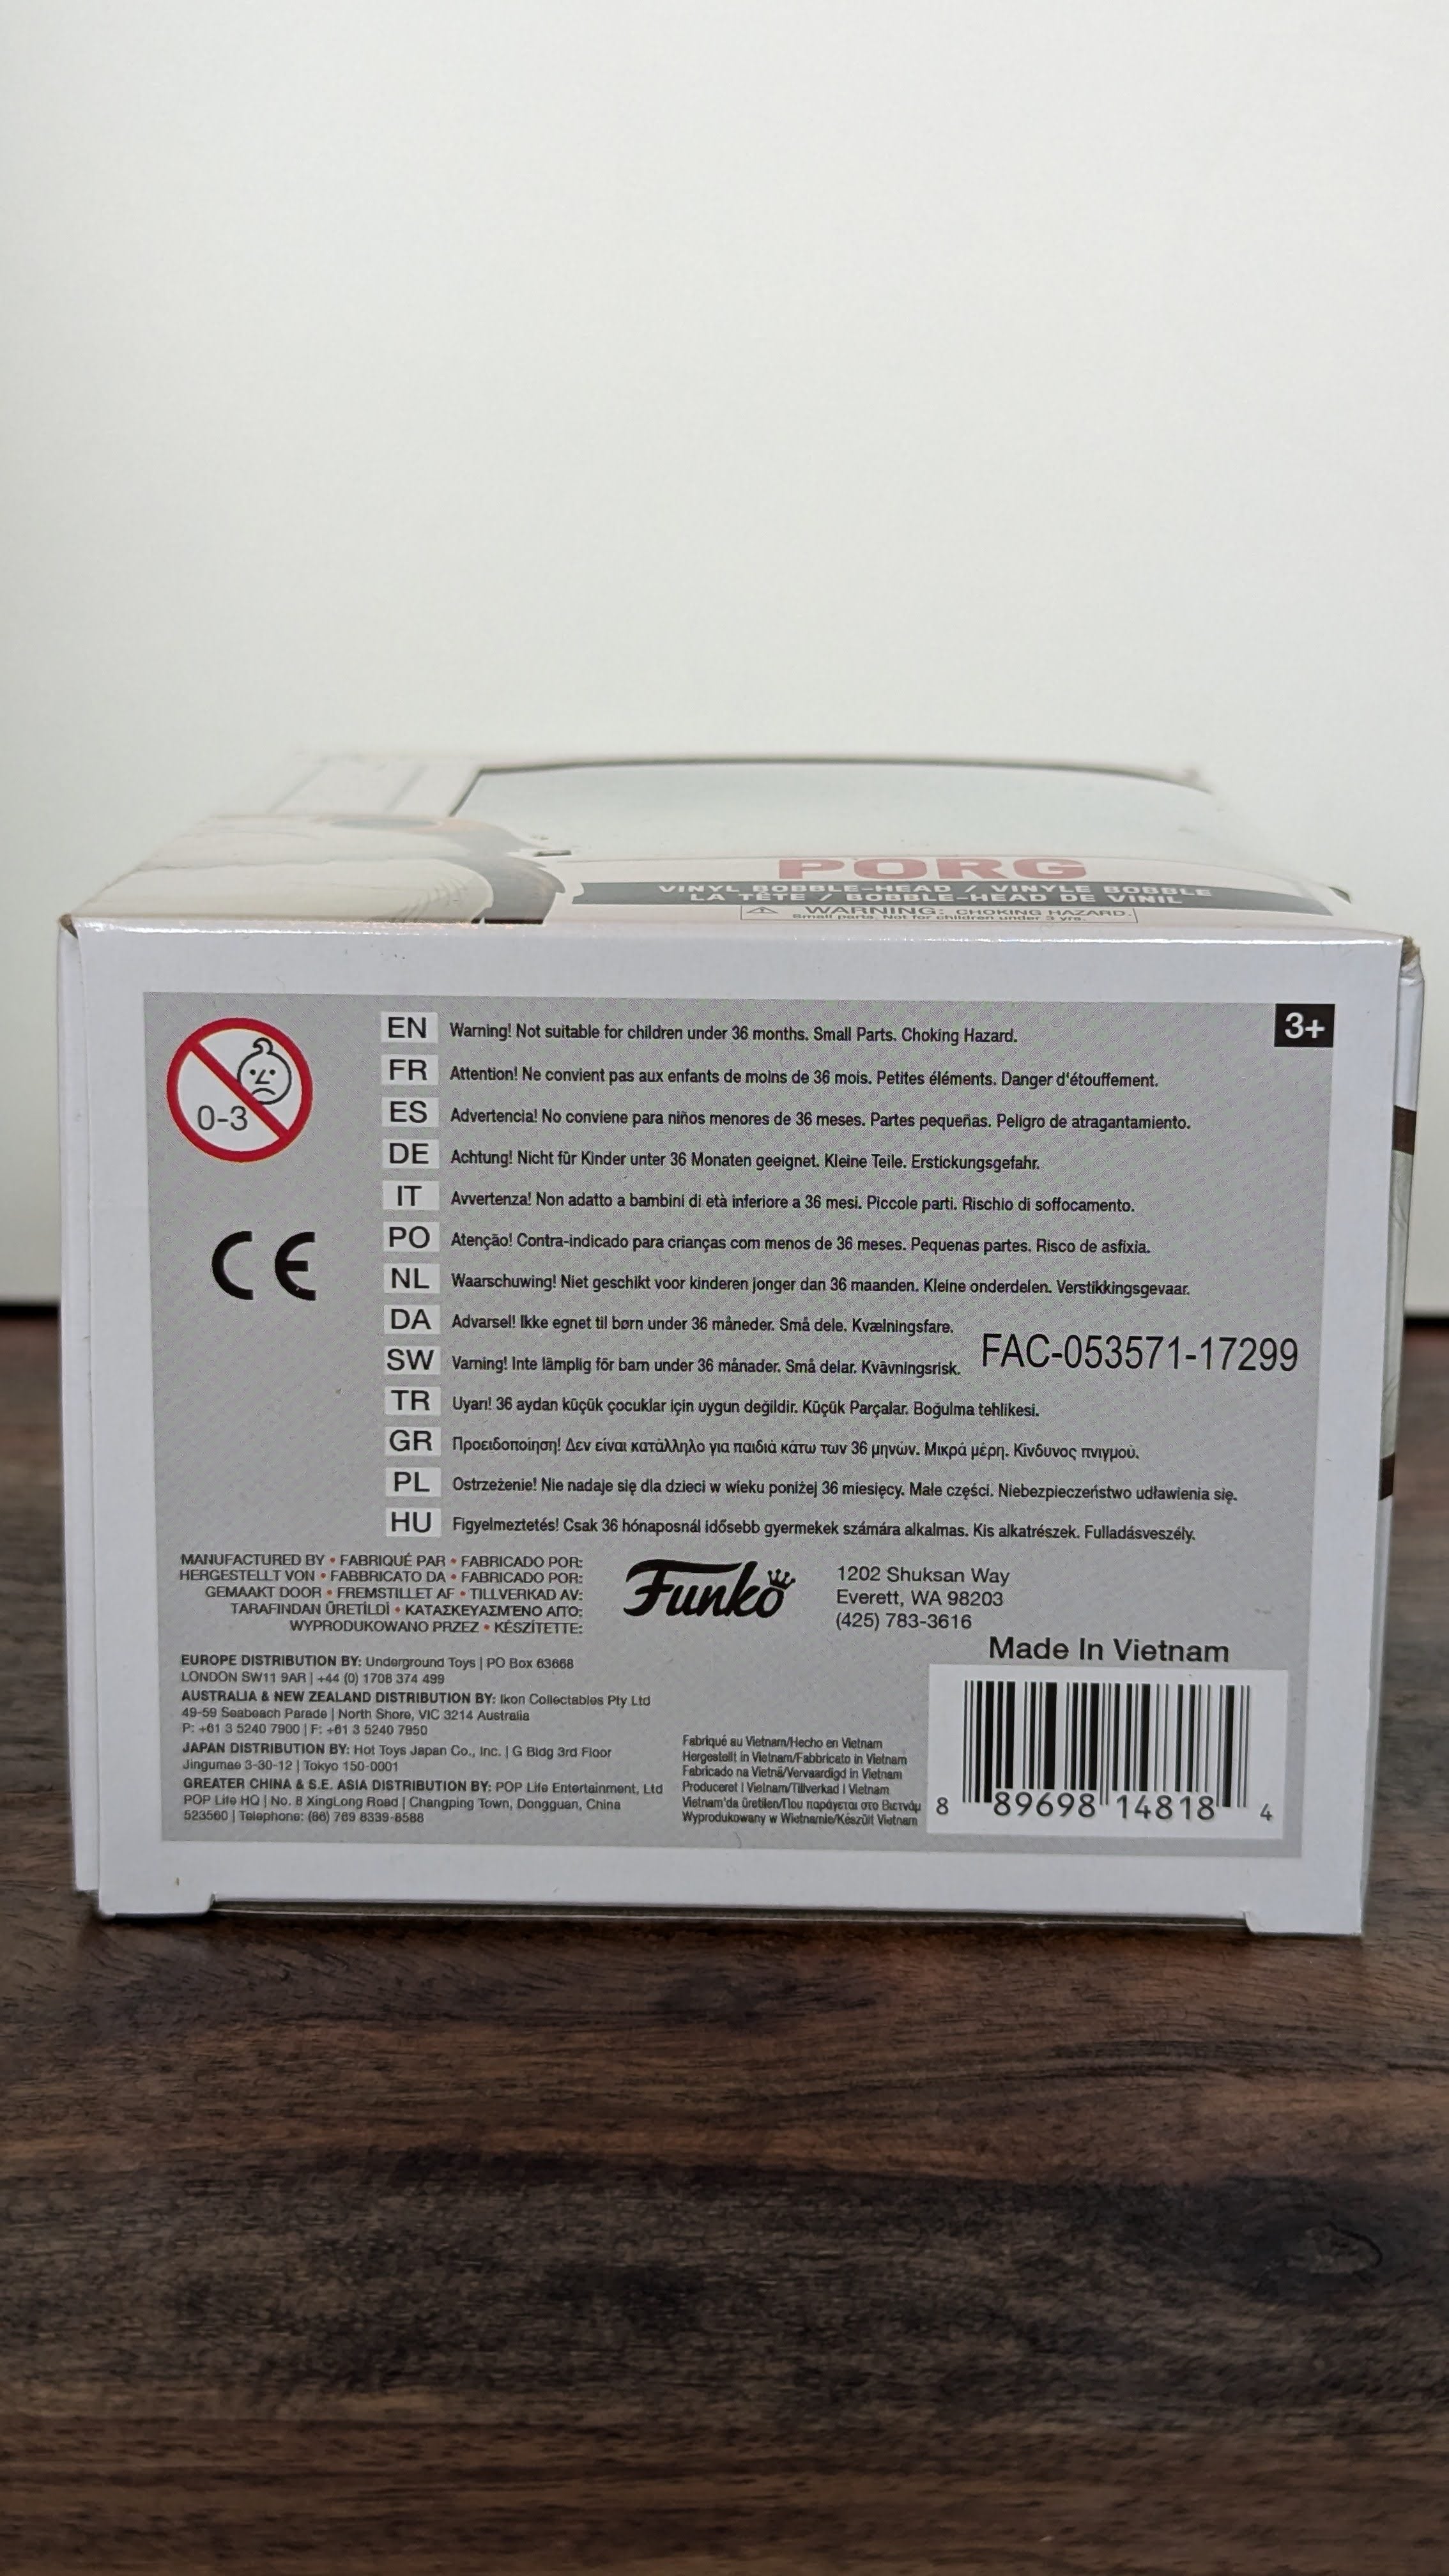 PORG
VINYL BOBBLE-HEAD / VINYLE BOBBLE
LA TÊTE / BOBBLE-HEAD DE VINIL
⚠ WARNING: CHOKING HAZARD.
Small parts. Not for children under 3 yrs.
3+
0-3
CE
EN Warning! Not suitable for children under 36 months. Small Parts. Choking Hazard.
FR Attention! Ne convient pas aux enfants de moins de 36 mois. Petites éléments. Danger d'étouffement.
ES Advertencia! No conviene para niños menores de 36 meses. Partes pequeñas. Peligro de atragantamiento.
DE Achtung! Nicht für Kinder unter 36 Monaten geeignet. Kleine Teile. Erstickungsgefahr.
IT Avvertenza! Non adatto a bambini di età inferiore a 36 mesi. Piccole parti. Rischio di soffocamento.
PO Atenção! Contra-indicado para crianças com menos de 36 meses. Pequenas partes. Risco de asfixia.
NL Waarschuwing! Niet geschikt voor kinderen jonger dan 36 maanden. Kleine onderdelen. Verstikkingsgevaar.
DA Advarsel! Ikke egnet til børn under 36 måneder. Små dele. Kvælningsfare.
SW Varning! Inte lämplig för barn under 36 månader. Små delar. Kvävningsrisk.
FAC-053571-17299
TR Uyarı! 36 aydan küçük çocuklar için uygun değildir. Küçük Parçalar. Boğulma tehlikesi.
GR Προειδοποίηση! Δεν είναι κατάλληλο για παιδιά κάτω των 36 μηνών. Μικρά μέρη. Κίνδυνος πνιγμού.
PL Ostrzeżenie! Nie nadaje się dla dzieci w wieku poniżej 36 miesięcy. Małe części. Niebezpieczeństwo udławienia się.
HU Figyelmeztetés! Csak 36 hónaposnál idősebb gyermekek számára alkalmas. Kis alkatrészek. Fulladásveszély.
MANUFACTURED BY • FABRIQUÉ PAR • FABRICADO POR:
HERGESTELLT VON • FABBRICATO DA • FABRICADO POR:
GEMAAKT DOOR • FREMSTILLET AF • TILLVERKAD AV:
TARAFINDAN ÜRETİLDİ • ΚΑΤΑΣΚΕΥΑΣΜΈΝΟ ΑΠΌ:
WYPRODUKOWANO PRZEZ • KÉSZÍTETTE:
Funko
1202 Shuksan Way
Everett, WA 98203
(425) 783-3616
EUROPE DISTRIBUTION BY: Underground Toys | PO Box 63668
LONDON SW11 9AR | +44 (0) 1708 374 499
AUSTRALIA & NEW ZEALAND DISTRIBUTION BY: Ikon Collectables Pty Ltd
49-59 Seabeach Parade | North Shore, VIC 3214 Australia
P: +61 3 5240 7900 | F: +61 3 5240 7950
JAPAN DISTRIBUTION BY: Hot Toys Japan Co., Inc. | G Bldg 3rd Floor
Jingumae 3-30-12 | Tokyo 150-0001
GREATER CHINA & S.E. ASIA DISTRIBUTION BY: POP Life Entertainment, Ltd
POP Life HQ | No. 8 XingLong Road | Changping Town, Dongguan, China
523560 | Telephone: (86) 769 8339-8586
Fabriqué au Vietnam/Hecho en Vietnam
Hergestellt in Vietnam/Fabbricato in Vietnam
Fabricado na Vietnã/Vervaardigd in Vietnam
Produceret I Vietnam/Tillverkad I Vietnam
Vietnam'da üretilen/Που παράγεται στο Βιετνάμ
Wyprodukowany w Wietnamie/Készült Vietnam
Made In Vietnam
8 89698 14818 4